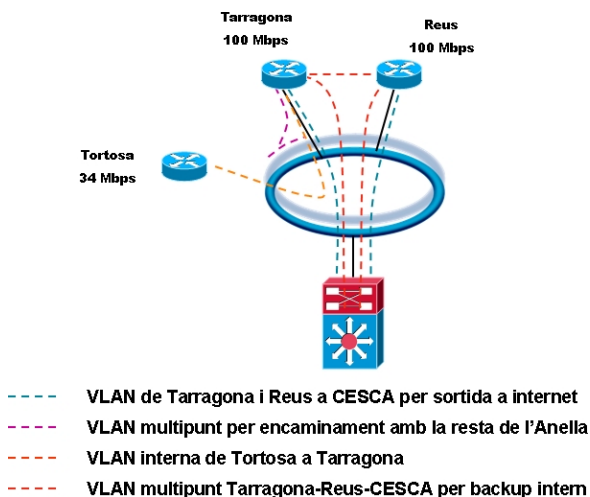 Tarragona
100 Mbps
Reus
100 Mbps
Tortosa
34 Mbps
VLAN de Tarragona i Reus a CESCA per sortida a internet
VLAN multipunt per encaminament amb la resta de l'Anella
VLAN interna de Tortosa a Tarragona
VLAN multipunt Tarragona-Reus-CESCA per backup intern